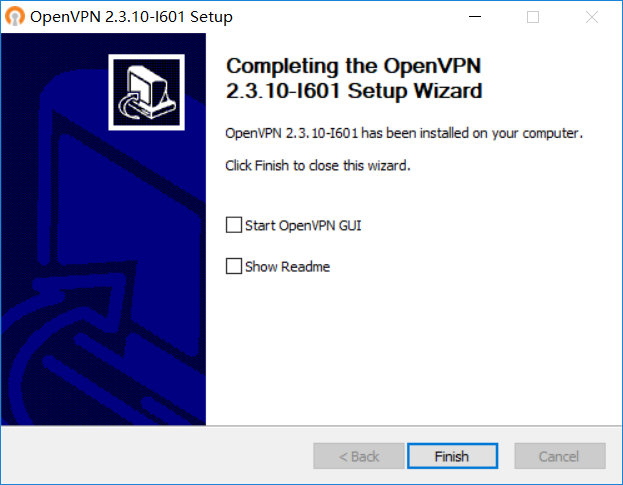 OpenVPN 2.3.10-I601 Setup
Completing the OpenVPN
2.3.10-I601 Setup Wizard
OpenVPN 2.3.10-I601 has been installed on your computer.
Click Finish to close this wizard.
Start OpenVPN GUI
Show Readme
< Back
Finish
Cancel